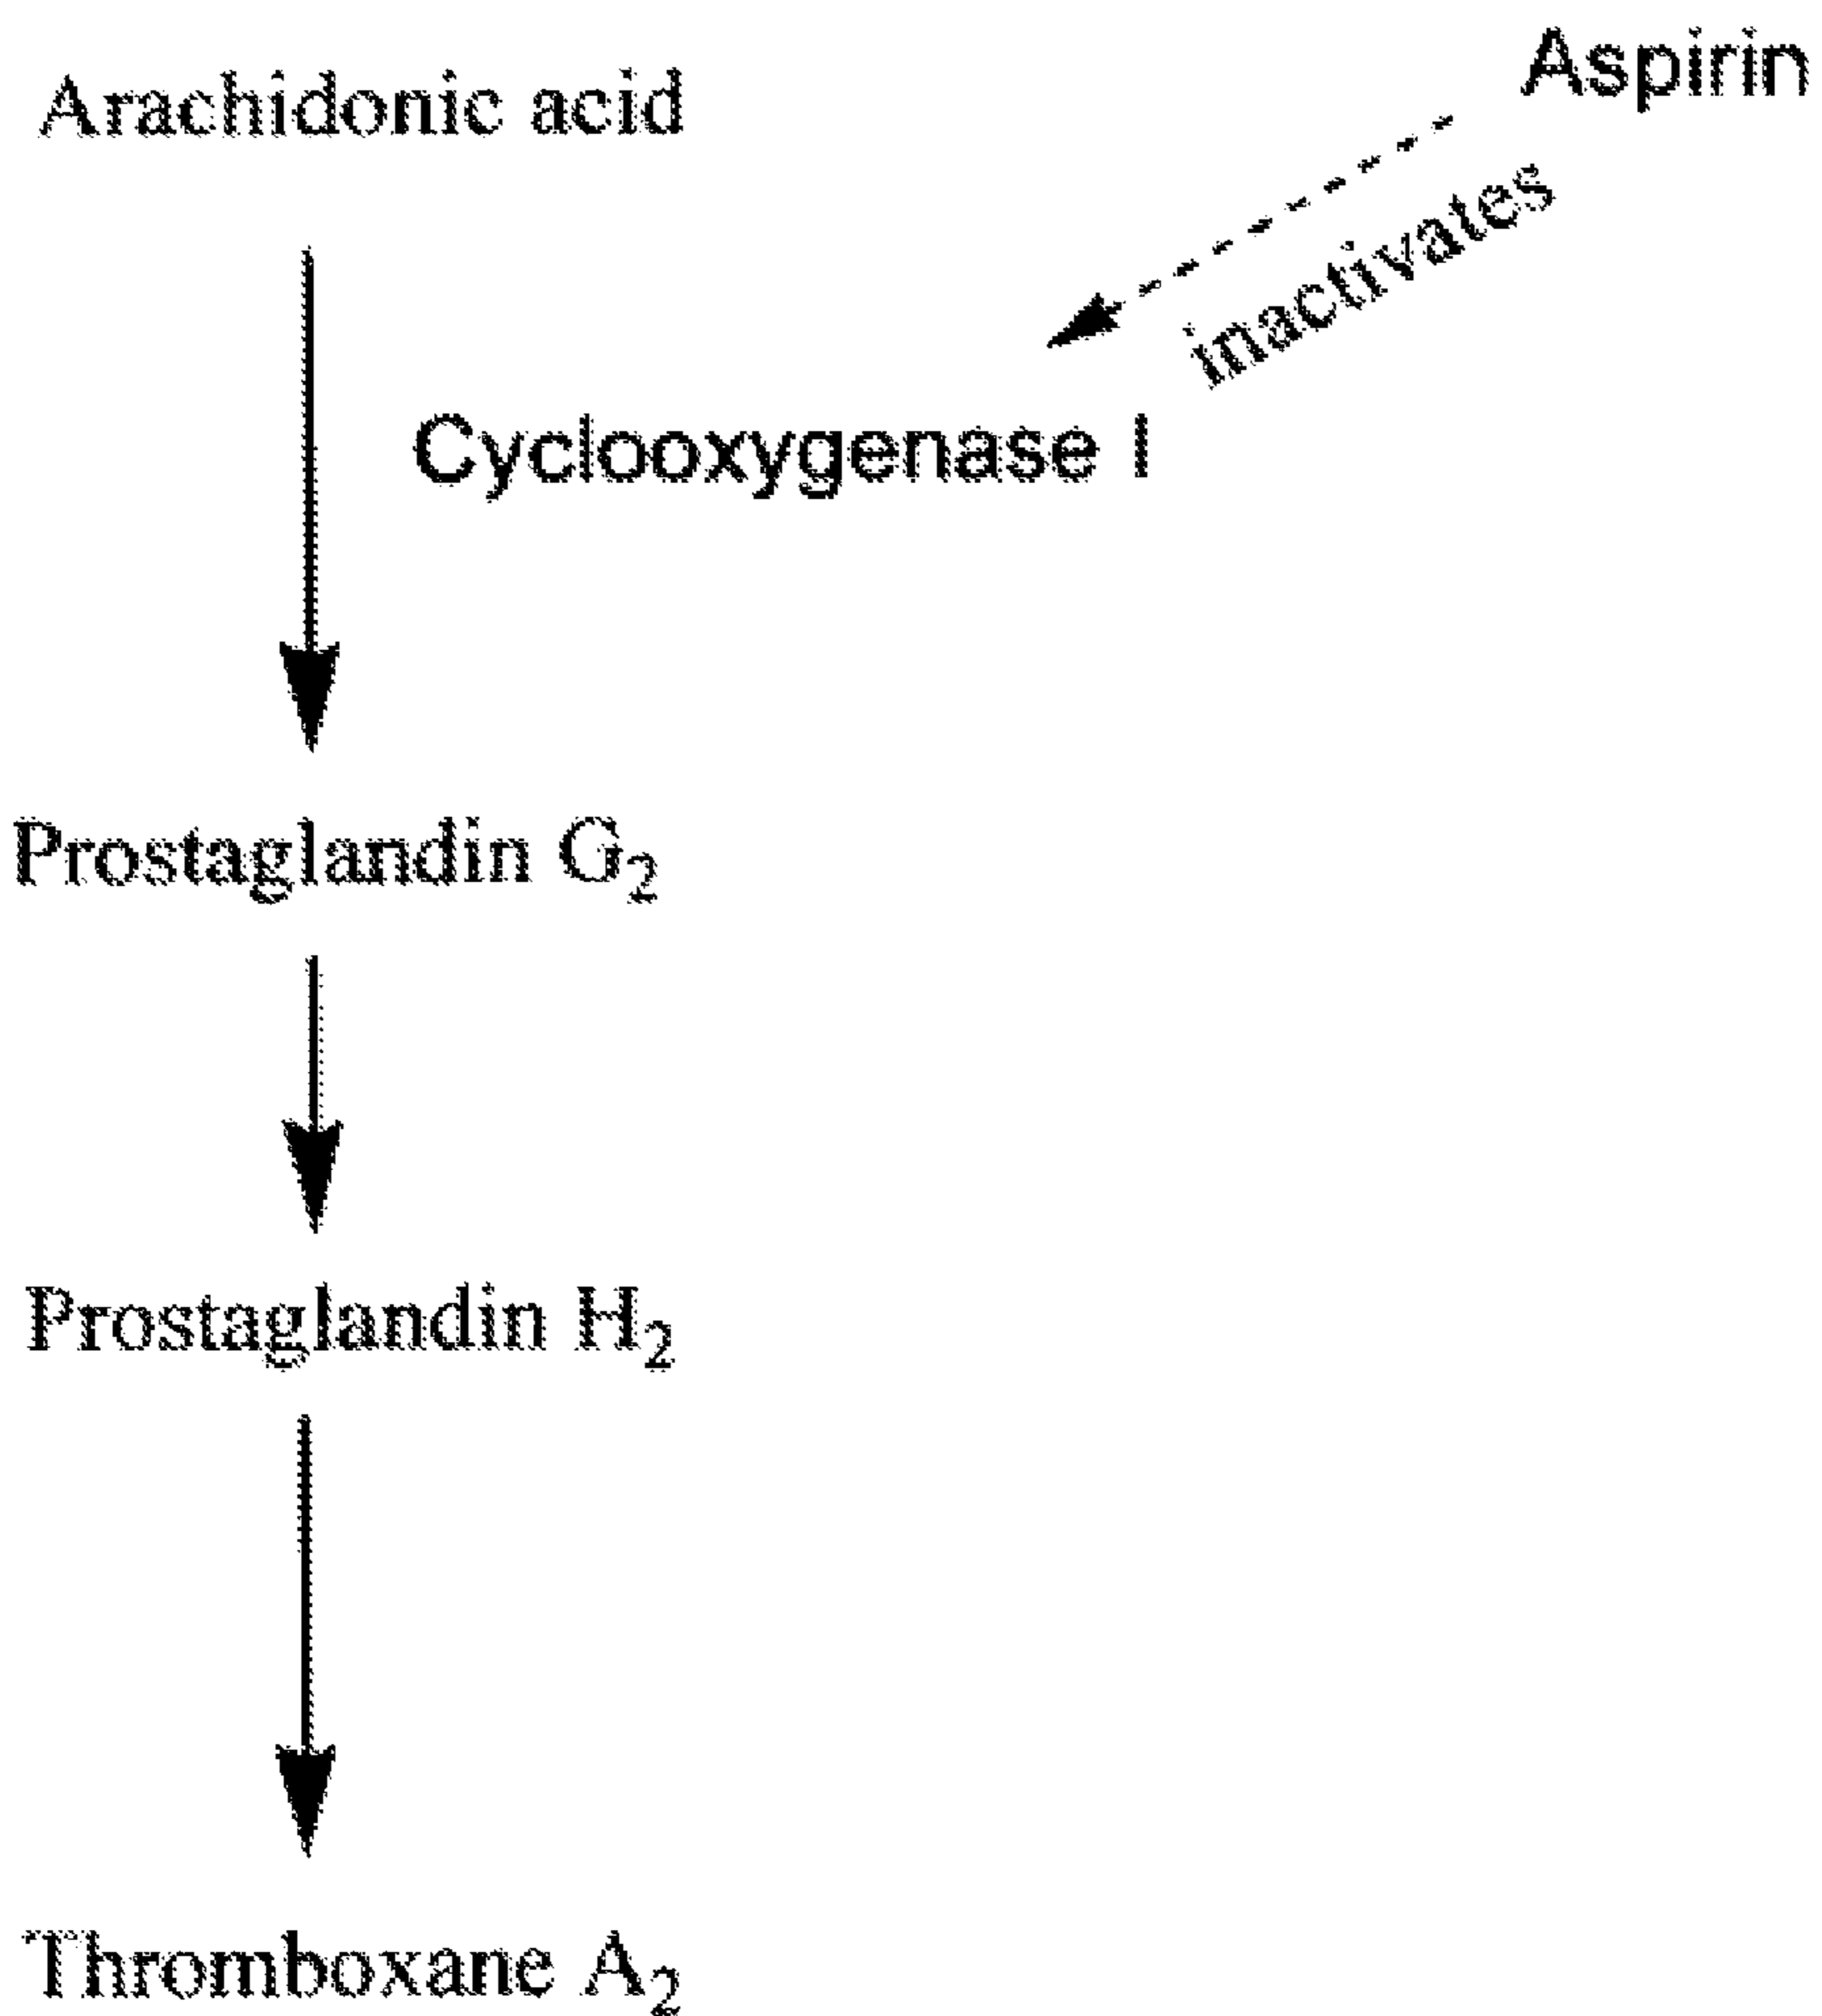 Aspirin
Arachidonic acid
inactivates
Cyclooxygenase I
Prostaglandin G₂
Prostaglandin H₂
Thromboxane A₂